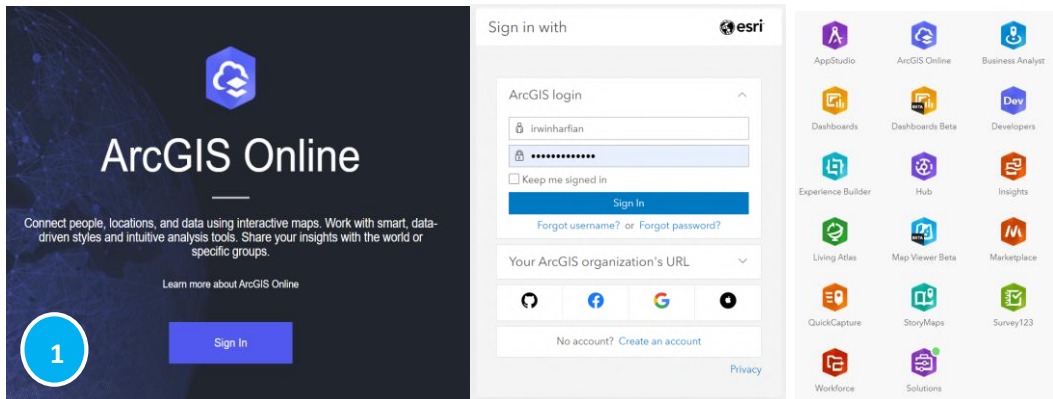 ArcGIS Online
Connect people, locations, and data using interactive maps. Work with smart, data-
driven styles and intuitive analysis tools. Share your insights with the world or
specific groups.
Learn more about ArcGIS Online
Sign In
1
Sign in with
esri
ArcGIS login
irwinharfian
•••••••••••••
Keep me signed in
Sign In
Forgot username? or Forgot password?
Your ArcGIS organization's URL
No account? Create an account
Privacy
AppStudio ArcGIS Online Business Analyst
Dev
BETA
Dashboards Dashboards Beta Developers
Experience Builder Hub Insights
BETA
Living Atlas Map Viewer Beta Marketplace
QuickCapture StoryMaps Survey123
Workforce Solutions